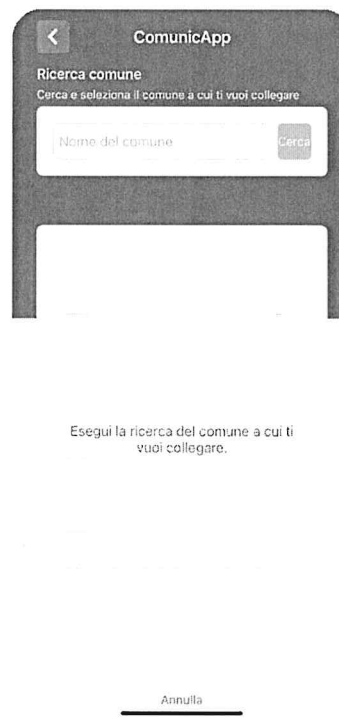 ComunicApp
Ricerca comune
Cerca e seleziona il comune a cui ti vuoi collegare
Nome del comune
Cerca
Esegui la ricerca del comune a cui ti
vuoi collegare.
Annulla